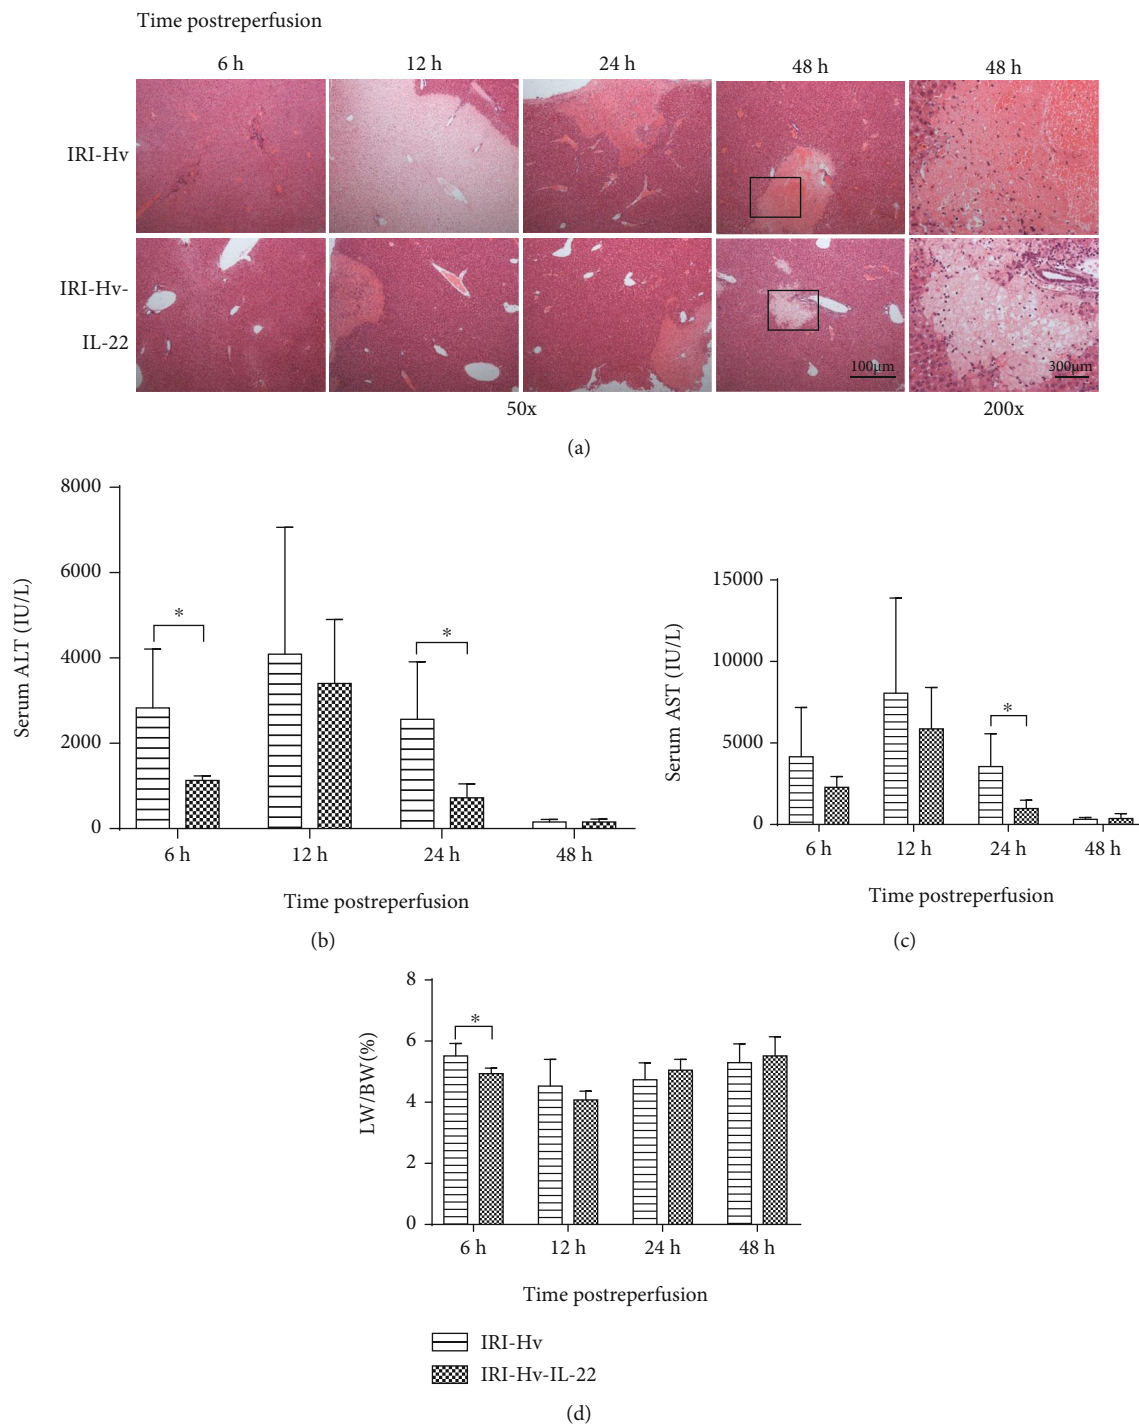 Time postreperfusion
6 h 12 h 24 h 48 h 48 h
IRI-Hv
IRI-Hv-
IL-22
100μm 300μm
50x 200x
(a)
8000
6000
4000
2000
0
Serum ALT (IU/L)
* *
6 h 12 h 24 h 48 h
Time postreperfusion
(b)
15000
10000
5000
0
Serum AST (IU/L)
*
6 h 12 h 24 h 48 h
Time postreperfusion
(c)
8
6
4
2
0
LW/BW(%)
*
6 h 12 h 24 h 48 h
Time postreperfusion
IRI-Hv
IRI-Hv-IL-22
(d)